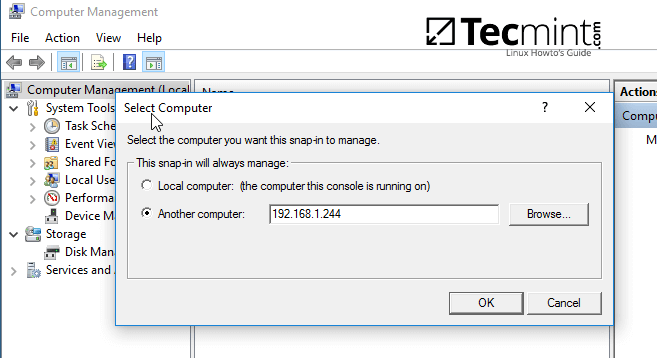 Computer Management
Tecmint.com
Linux Howto's Guide
File Action View Help
Computer Management (Local
Name
Actions
System Tools
Select Computer
Task Sche
Event View
Shared Fo
Local Use
Performa
Device M
Storage
Disk Man
Services and
Select the computer you want this snap-in to manage.
This snap-in will always manage:
Local computer: (the computer this console is running on)
Another computer: 192.168.1.244 Browse...
OK Cancel
Compu
M